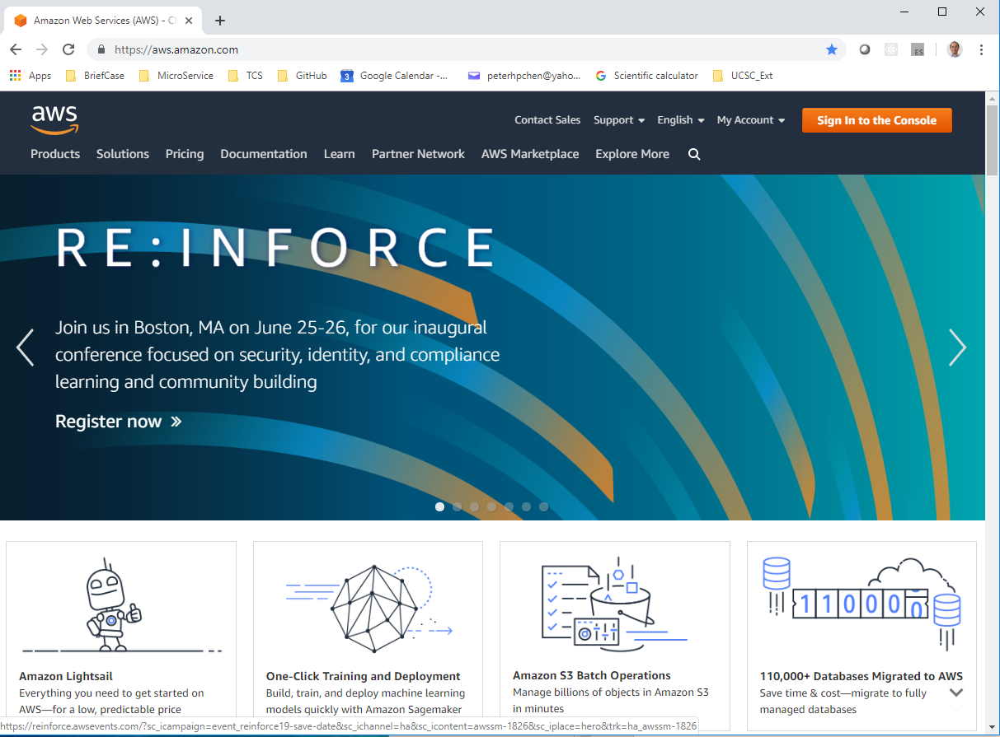 Amazon Web Services (AWS) - Cl
https://aws.amazon.com
ES
Apps BriefCase MicroService TCS GitHub 3 Google Calendar -... peterhpchen@yaho... Scientific calculator UCSC_Ext
aws
Contact Sales Support English My Account Sign In to the Console
Products Solutions Pricing Documentation Learn Partner Network AWS Marketplace Explore More
RE:INFORCE
Join us in Boston, MA on June 25-26, for our inaugural
conference focused on security, identity, and compliance
learning and community building
Register now »
110000
Amazon Lightsail
Everything you need to get started on
AWS—for a low, predictable price
One-Click Training and Deployment
Build, train, and deploy machine learning
models quickly with Amazon Sagemaker
Amazon S3 Batch Operations
Manage billions of objects in Amazon S3
in minutes
110,000+ Databases Migrated to AWS
Save time & cost—migrate to fully
managed databases
https://reinforce.awsevents.com/?sc_icampaign=event_reinforce19-save-date&sc_ichannel=ha&sc_icontent=awssm-1826&sc_iplace=hero&trk=ha_awssm-1826